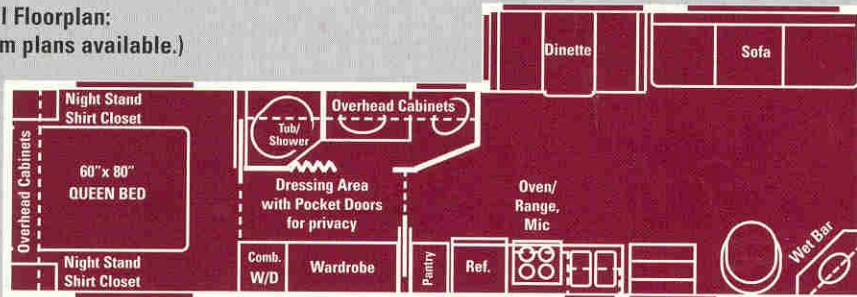 l Floorplan:
m plans available.)
Dinette
Sofa
Night Stand
Shirt Closet
Overhead Cabinets
Tub/
Shower
Overhead Cabinets
60"x 80"
QUEEN BED
Dressing Area
with Pocket Doors
for privacy
Oven/
Range,
Mic
Night Stand
Shirt Closet
Comb.
W/D
Wardrobe
Pantry
Ref.
Wet Bar